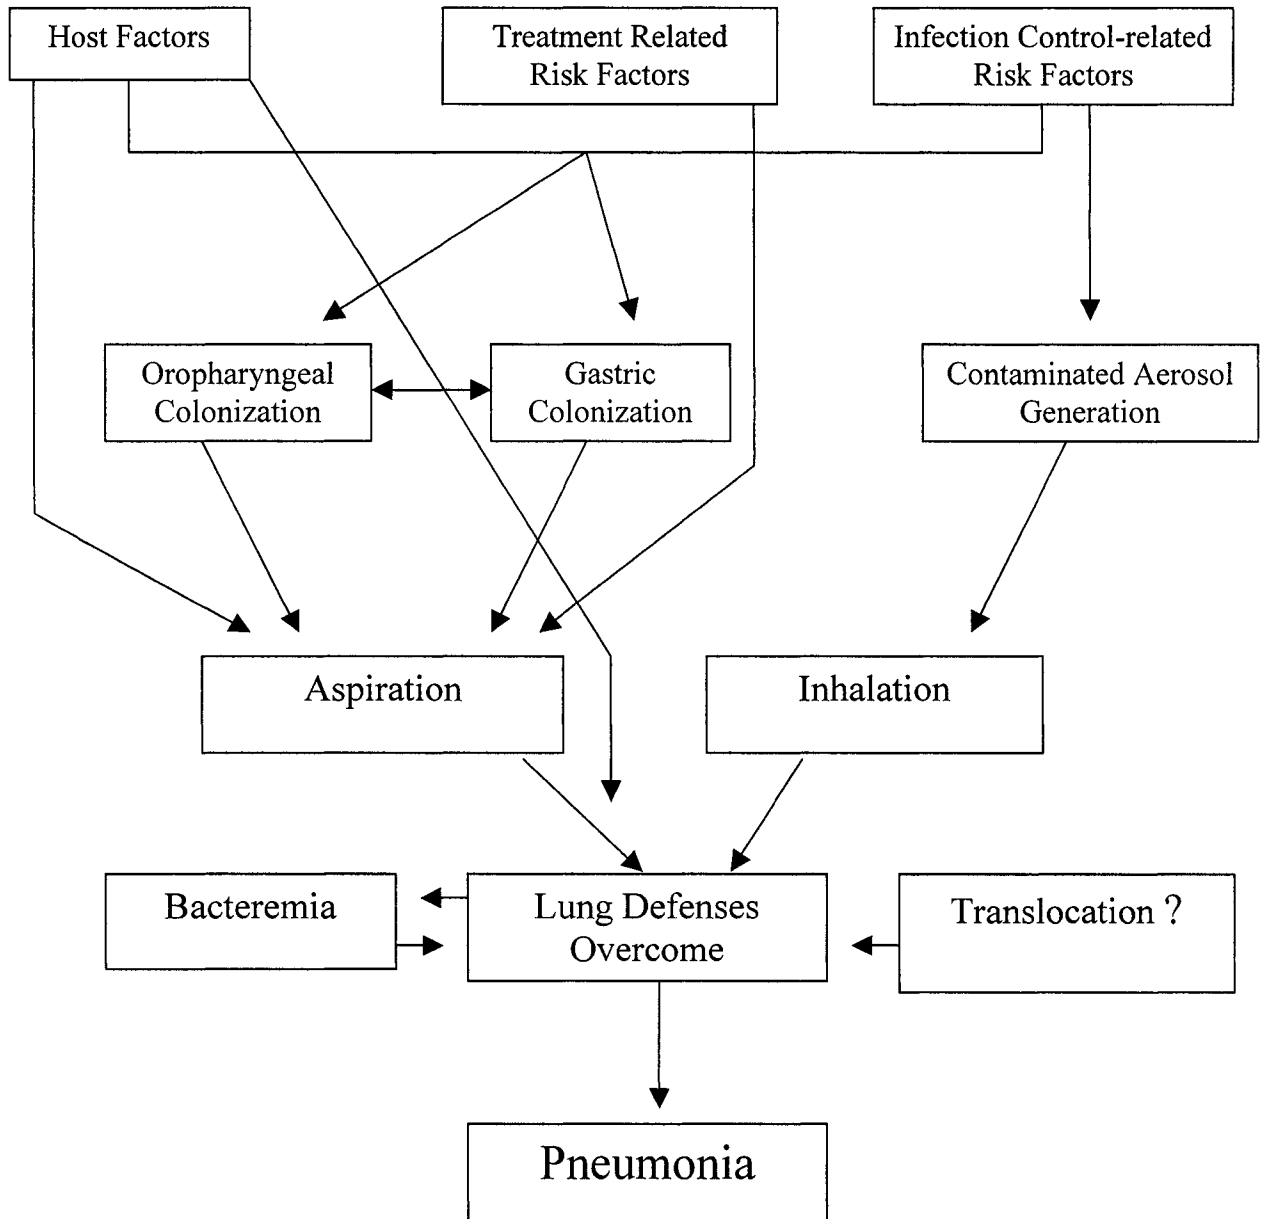 Host Factors
Treatment Related
Risk Factors
Infection Control-related
Risk Factors
Oropharyngeal
Colonization
Gastric
Colonization
Contaminated Aerosol
Generation
Aspiration
Inhalation
Bacteremia
Lung Defenses
Overcome
Translocation ?
Pneumonia